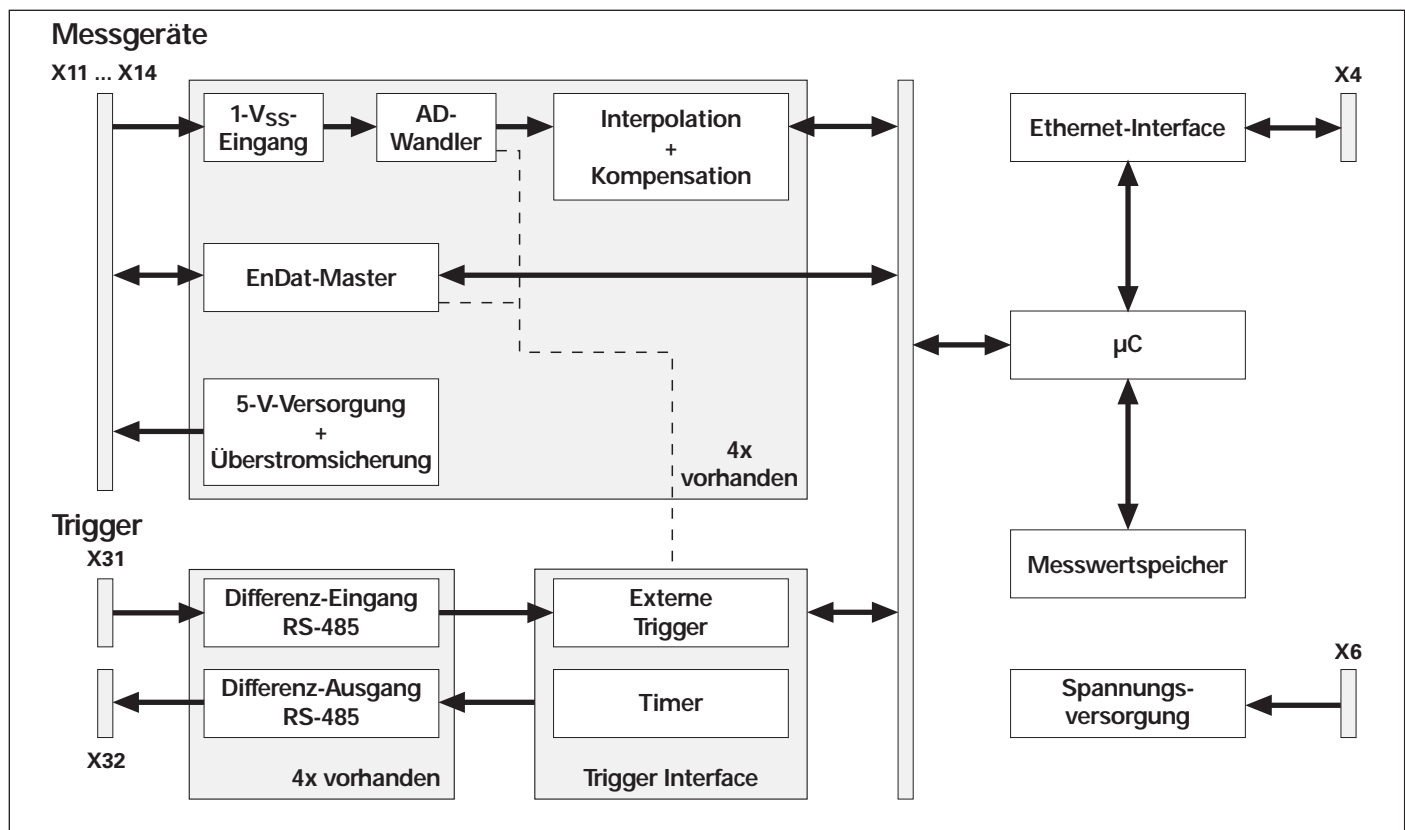 Messgeräte
X11 ... X14
1-VSS-
Eingang
AD-
Wandler
Interpolation
+
Kompensation
Ethernet-Interface
X4
EnDat-Master
µC
5-V-Versorgung
+
Überstromsicherung
4x
vorhanden
Messwertspeicher
Trigger
X31
Differenz-Eingang
RS-485
Externe
Trigger
X6
Differenz-Ausgang
RS-485
Timer
Spannungs-
versorgung
X32
4x vorhanden
Trigger Interface